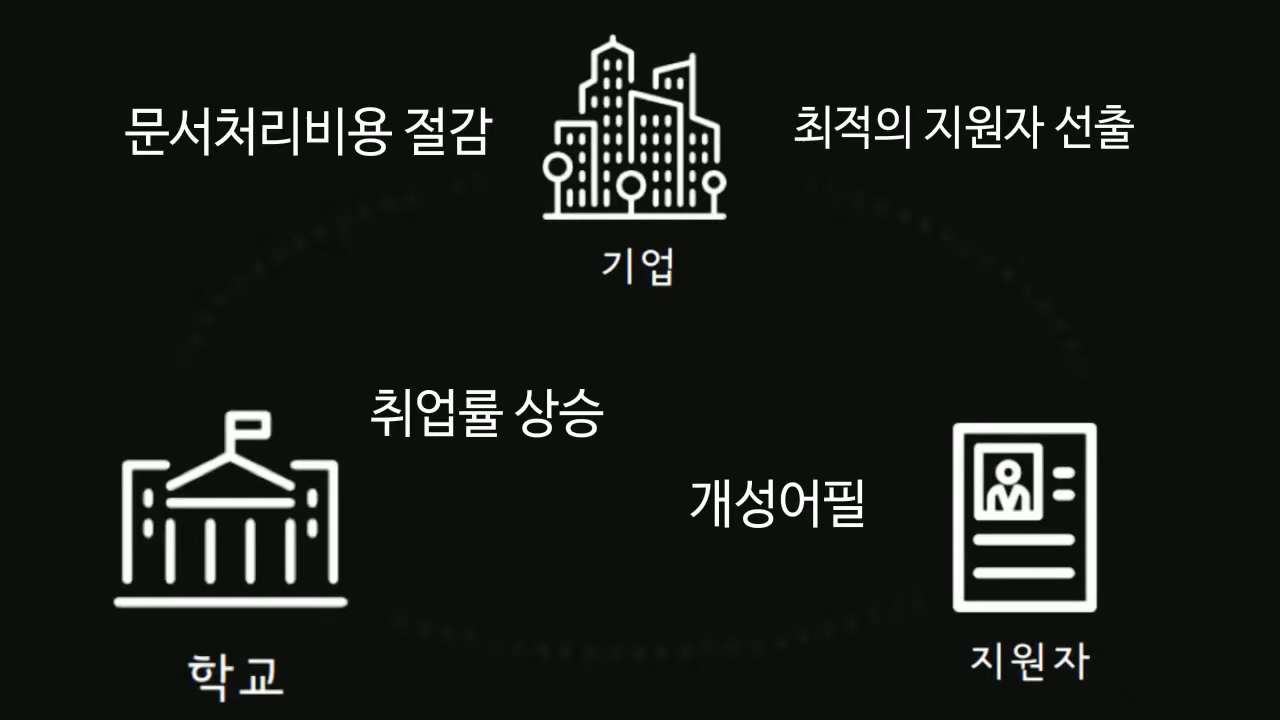 문서처리비용 절감
최적의 지원자 선출
기업
취업률 상승
개성어필
학교
지원자